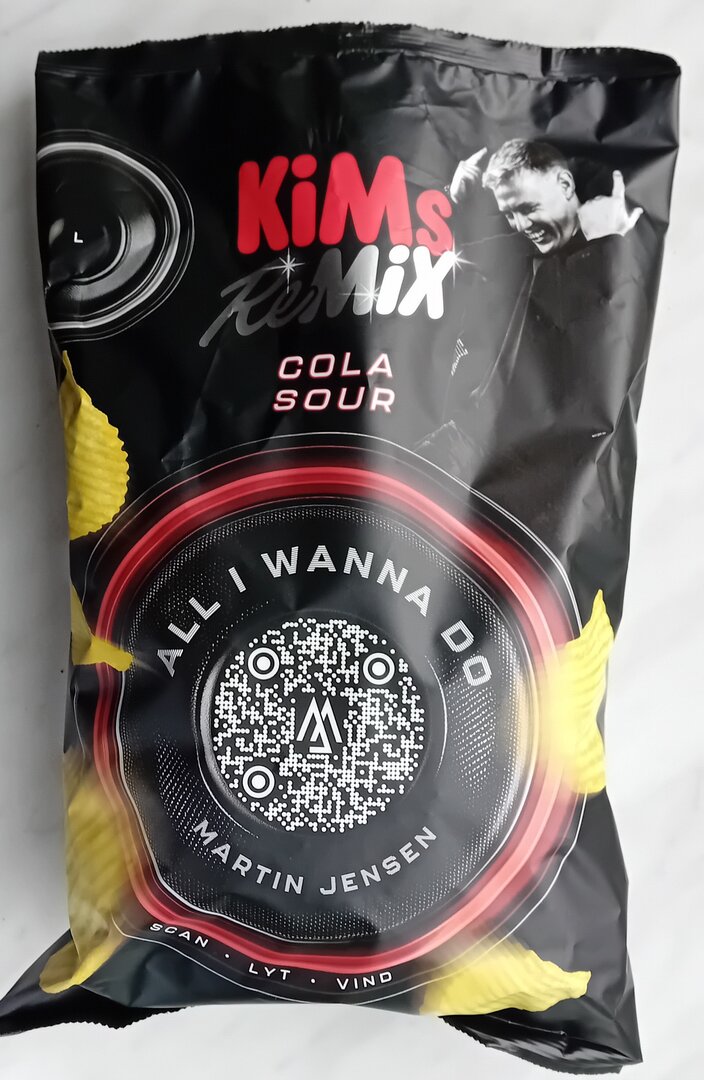 L
KiMs
ReMiX
COLA
SOUR
ALL I WANNA DO
MARTIN JENSEN
SCAN • LYT • VIND